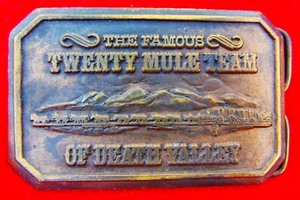 THE FAMOUS
TWENTY MULE TEAM
OF DEATH VALLEY